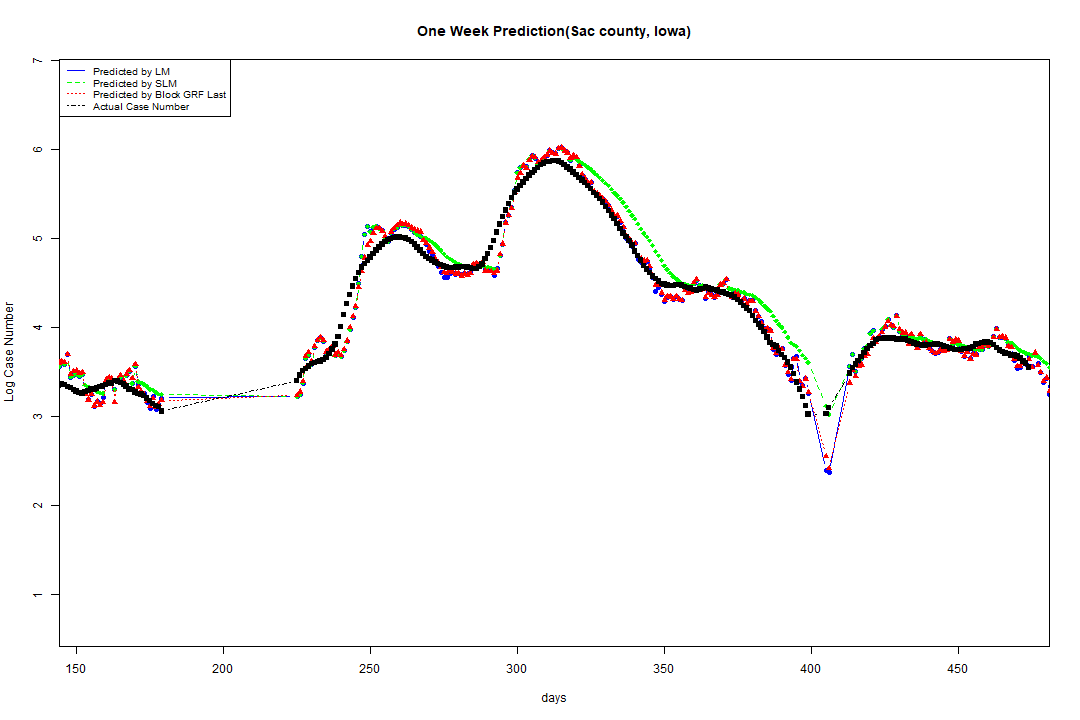 One Week Prediction(Sac county, Iowa)
Predicted by LM
Predicted by SLM
Predicted by Block GRF Last
Actual Case Number
Log Case Number
7
6
5
4
3
2
1
150 200 250 300 350 400 450
days